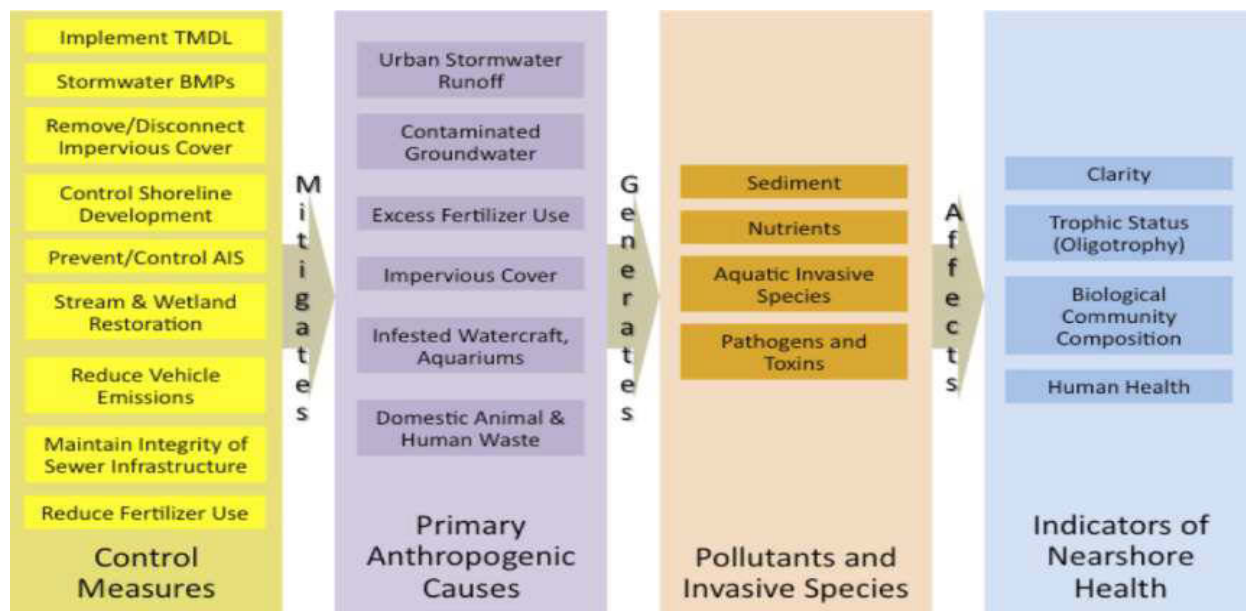 Implement TMDL
Stormwater BMPs
Remove/Disconnect
Impervious Cover
Control Shoreline
Development
Prevent/Control AIS
Stream & Wetland
Restoration
Reduce Vehicle
Emissions
Maintain Integrity of
Sewer Infrastructure
Reduce Fertilizer Use
Control
Measures
Mitigates
Urban Stormwater
Runoff
Contaminated
Groundwater
Excess Fertilizer Use
Impervious Cover
Infested Watercraft,
Aquariums
Domestic Animal &
Human Waste
Primary
Anthropogenic
Causes
Generates
Sediment
Nutrients
Aquatic Invasive
Species
Pathogens and
Toxins
Pollutants and
Invasive Species
Affects
Clarity
Trophic Status
(Oligotrophy)
Biological
Community
Composition
Human Health
Indicators of
Nearshore
Health